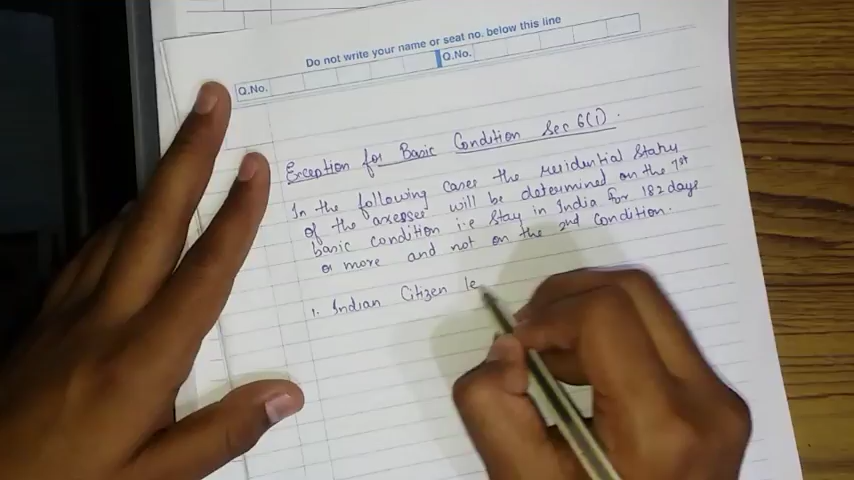 Do not write your name or seat no. below this line
Q.No. Q.No.
Exception for Basic Condition Sec 6(1).
In the following cases the residential Status
of the assessee will be determined on the 1st
basic condition i.e Stay in India for 182 days
or more and not on the 2nd Condition.
1. Indian Citizen le